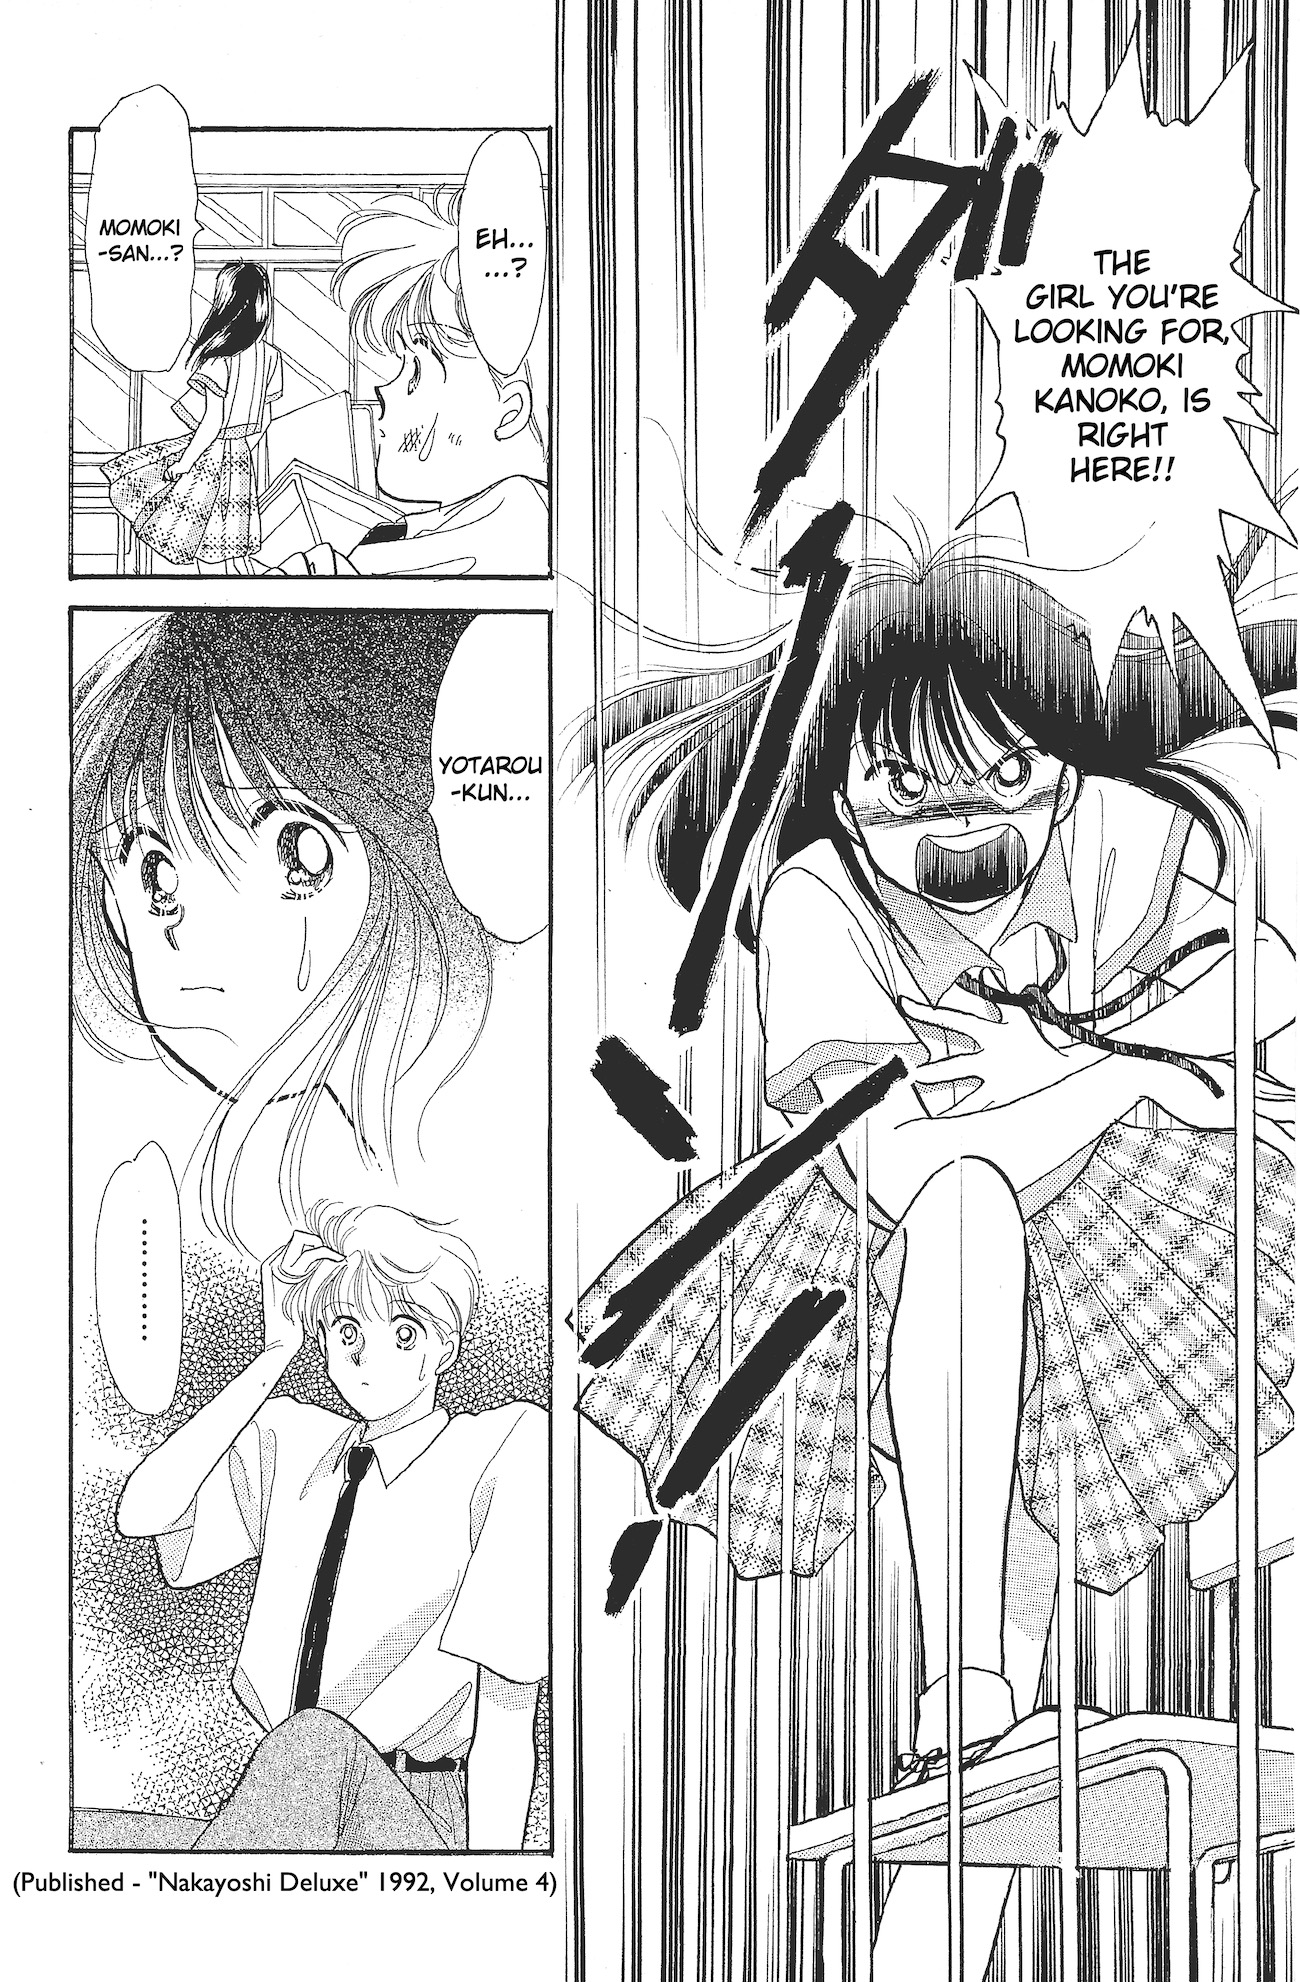 THE
GIRL YOU'RE
LOOKING FOR,
MOMOKI
KANOKO, IS
RIGHT
HERE!!
EH...
...?
MOMOKI
-SAN...?
YOTAROU
-KUN...
..........
(Published - "Nakayoshi Deluxe" 1992, Volume 4)